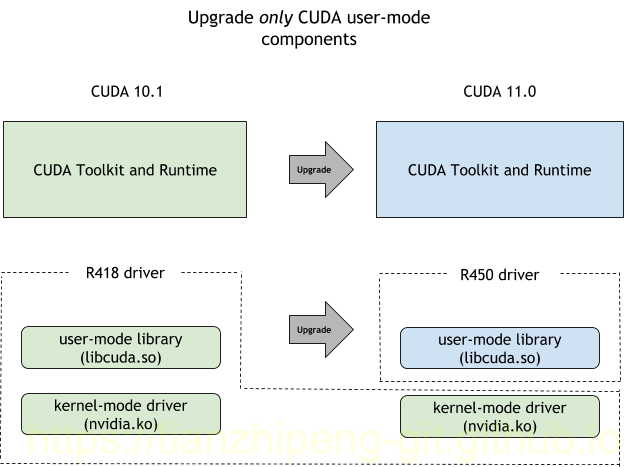 Upgrade only CUDA user-mode
components
CUDA 10.1
CUDA 11.0
CUDA Toolkit and Runtime
Upgrade
CUDA Toolkit and Runtime
R418 driver
R450 driver
Upgrade
user-mode library
(libcuda.so)
user-mode library
(libcuda.so)
kernel-mode driver
(nvidia.ko)
kernel-mode driver
(nvidia.ko)
https://tianzhipeng-git.github.io